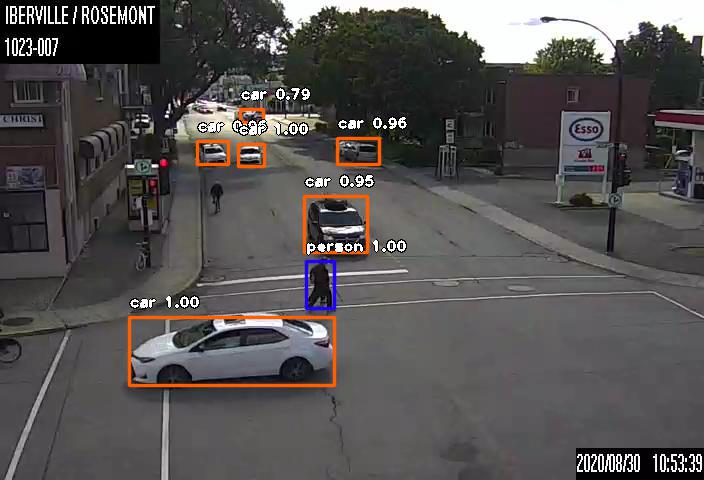 IBERVILLE / ROSEMONT
1023-007
car 0.79
car 1.00
car 0.96
CHRIS
Esso
car 0.95
person 1.00
car 1.00
2020/08/30 10:53:39